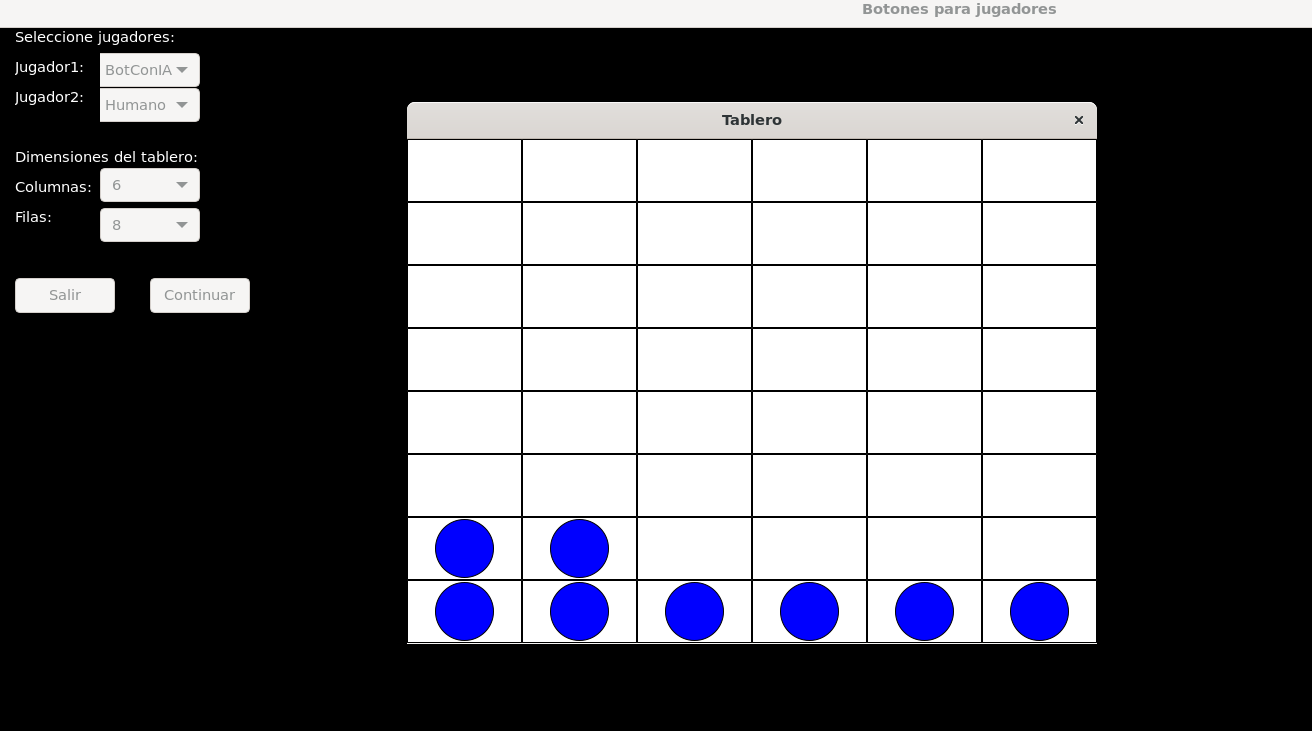 Botones para jugadores
Seleccione jugadores:
Jugador1: BotConIA
Jugador2: Humano
Dimensiones del tablero:
Columnas: 6
Filas: 8
Salir Continuar
Tablero ×